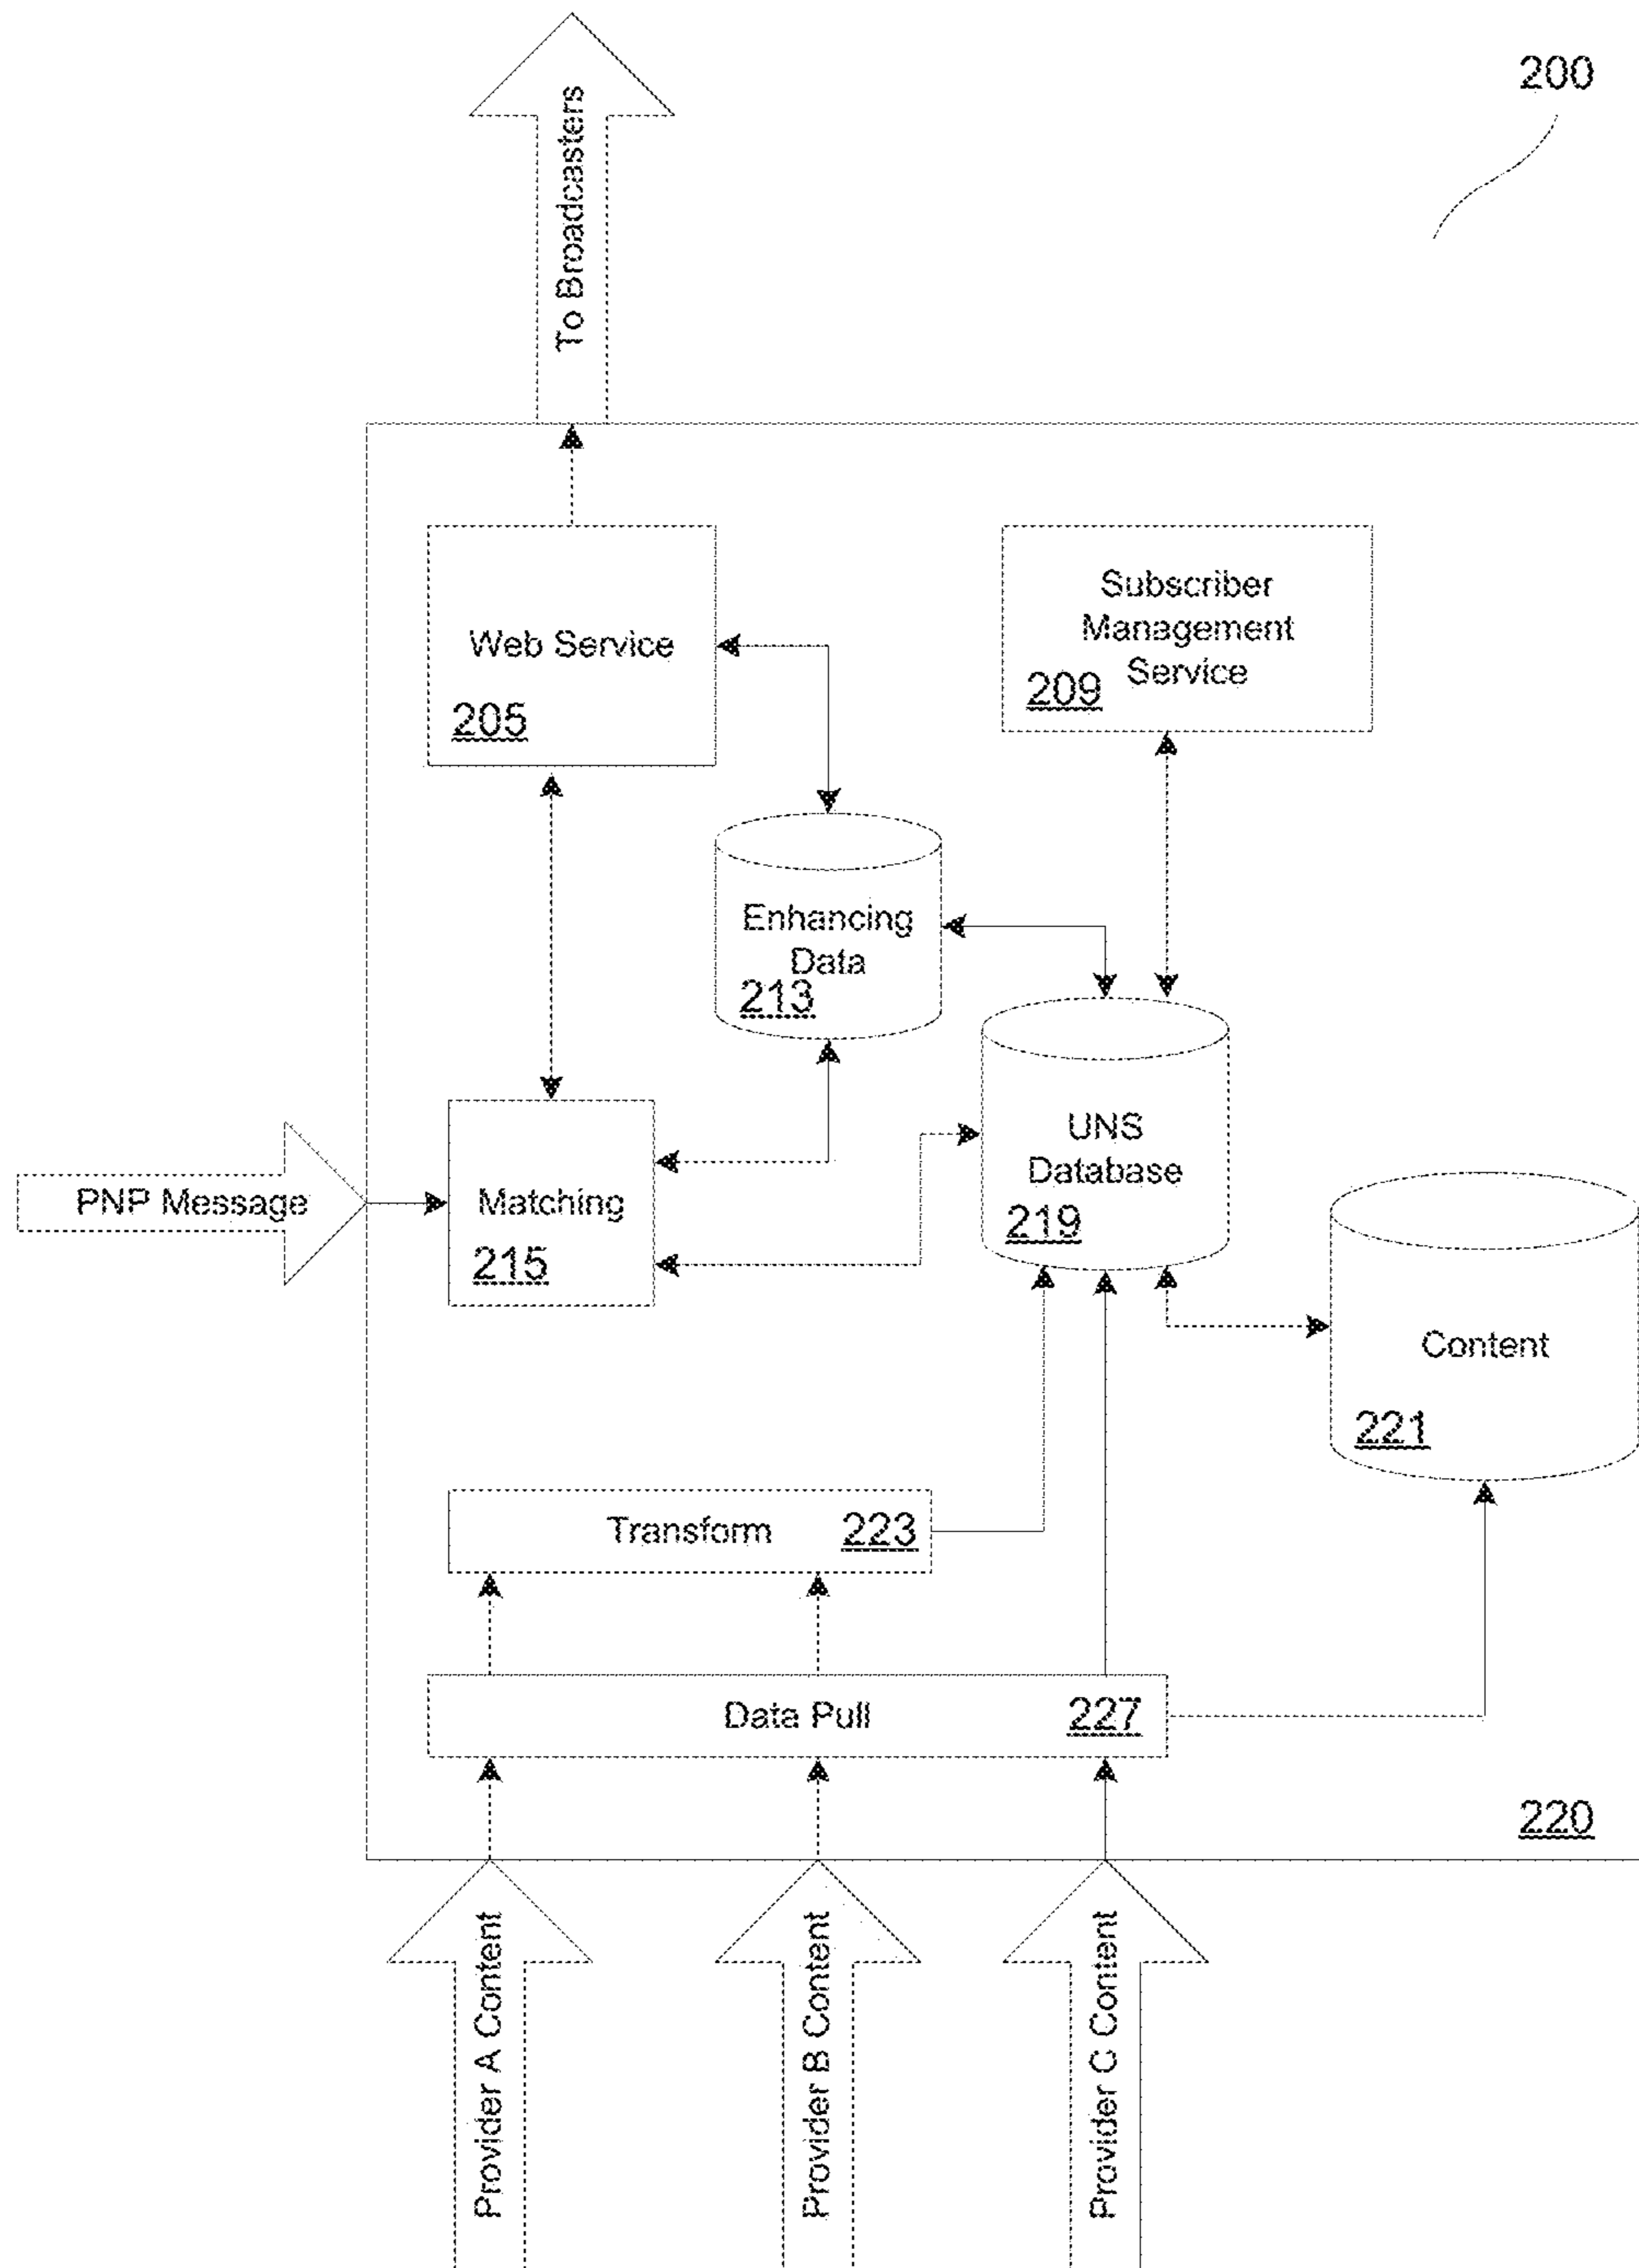 200
To Broadcasters
Web Service
205
Subscriber
Management
Service
209
Enhancing
Data
213
PNP Message
Matching
215
UNS
Database
219
Content
221
Transform
223
Data Pull
227
220
Provider A Content
Provider B Content
Provider C Content